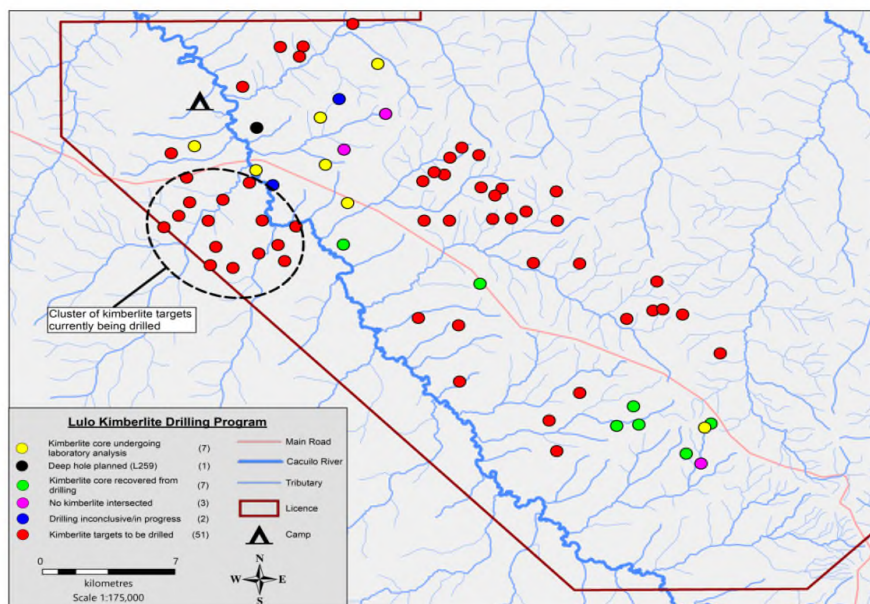 Cluster of kimberlite targets
currently being drilled
Lulo Kimberlite Drilling Program
Kimberlite core undergoing
laboratory analysis (7)
Deep hole planned (L259) (1)
Kimberlite core recovered from
drilling (7)
No kimberlite intersected (3)
Drilling inconclusive/in progress (2)
Kimberlite targets to be drilled (51)
Main Road
Cacuilo River
Tributary
Licence
Camp
0 7
kilometres
Scale 1:175,000
N
W E
S